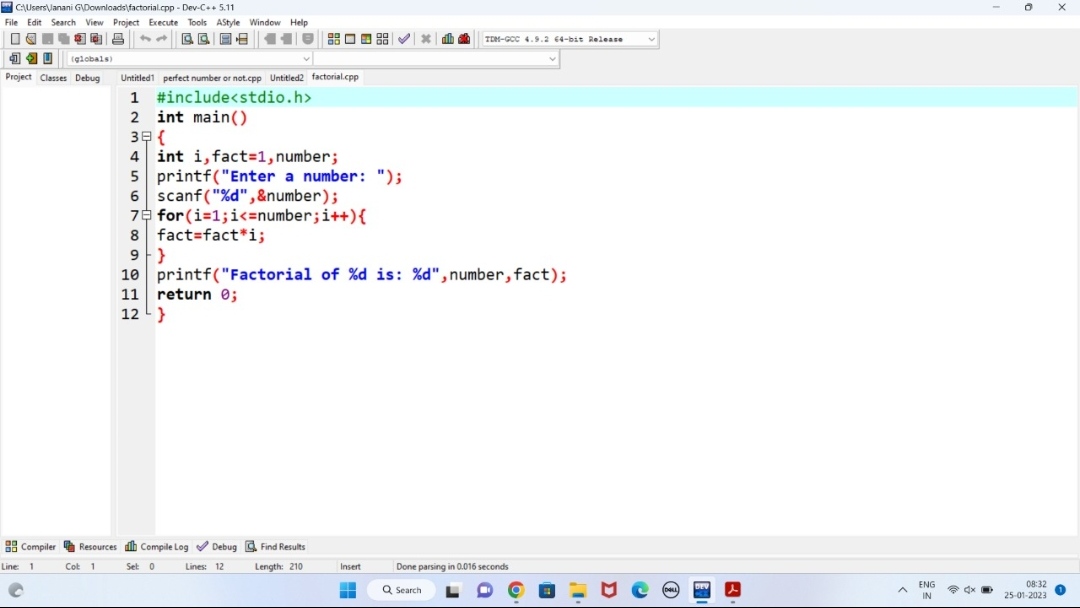 C:\Users\Janani G\Downloads\factorial.cpp - Dev-C++ 5.11
File Edit Search View Project Execute Tools AStyle Window Help
TDM-GCC 4.9.2 64-bit Release
(globals)
Project Classes Debug Untitled1 perfect number or not.cpp Untitled2 factorial.cpp
1 #include<stdio.h>
2 int main()
3 {
4 int i,fact=1,number;
5 printf("Enter a number: ");
6 scanf("%d",&number);
7 for(i=1;i<=number;i++){
8 fact=fact*i;
9 }
10 printf("Factorial of %d is: %d",number,fact);
11 return 0;
12 }
Compiler Resources Compile Log Debug Find Results
Line: 1 Col: 1 Sel: 0 Lines: 12 Length: 210 Insert Done parsing in 0.016 seconds
Search DELL DEV ENG IN 08:32 25-01-2023 1